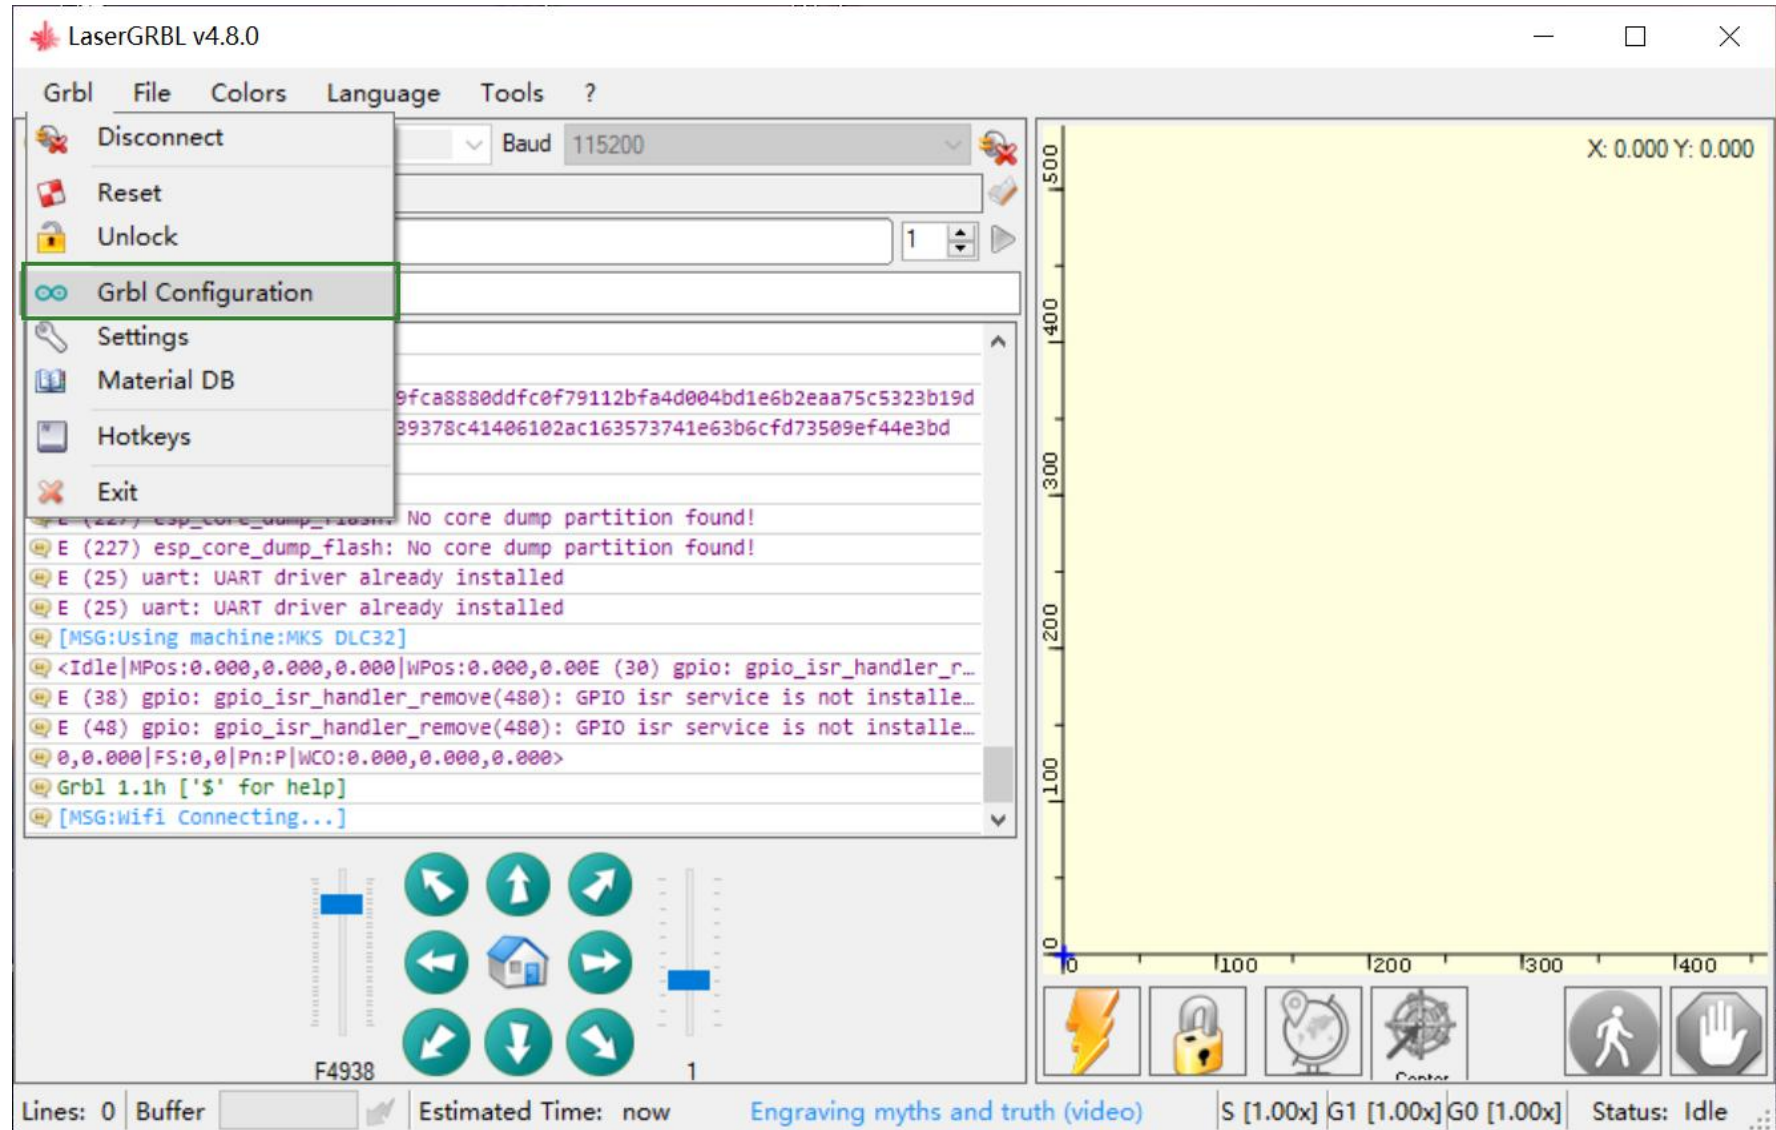 LaserGRBL v4.8.0
Grbl File Colors Language Tools ?
Disconnect
Baud 115200
X: 0.000 Y: 0.000
Reset
Unlock
1
Grbl Configuration
Settings
Material DB
9fca8880ddfc0f79112bfa4d004bd1e6b2eaa75c5323b19d
39378c41406102ac163573741e63b6cfd73509ef44e3bd
Hotkeys
Exit
E (227) esp_core_dump_flash: No core dump partition found!
E (227) esp_core_dump_flash: No core dump partition found!
E (25) uart: UART driver already installed
E (25) uart: UART driver already installed
[MSG:Using machine:MKS DLC32]
<Idle|MPos:0.000,0.000,0.000|WPos:0.000,0.00E (30) gpio: gpio_isr_handler_r…
E (38) gpio: gpio_isr_handler_remove(480): GPIO isr service is not installe…
E (48) gpio: gpio_isr_handler_remove(480): GPIO isr service is not installe…
0,0.000|FS:0,0|Pn:P|WCO:0.000,0.000,0.000>
Grbl 1.1h ['$' for help]
[MSG:Wifi Connecting...]
F4938
1
500
400
300
200
100
0
0 100 200 300 400
Center
Lines: 0 Buffer Estimated Time: now Engraving myths and truth (video) S [1.00x] G1 [1.00x] G0 [1.00x] Status: Idle